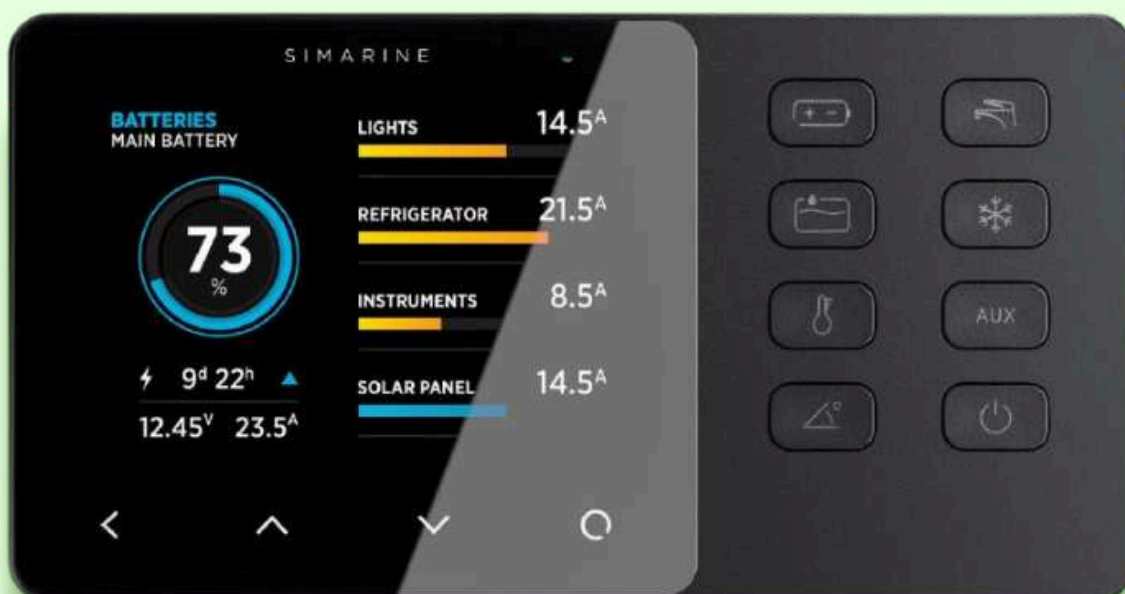 SIMARINE
BATTERIES
MAIN BATTERY
73
%
9d 22h
12.45V 23.5A
LIGHTS 14.5A
REFRIGERATOR 21.5A
INSTRUMENTS 8.5A
SOLAR PANEL 14.5A
+ -
AUX